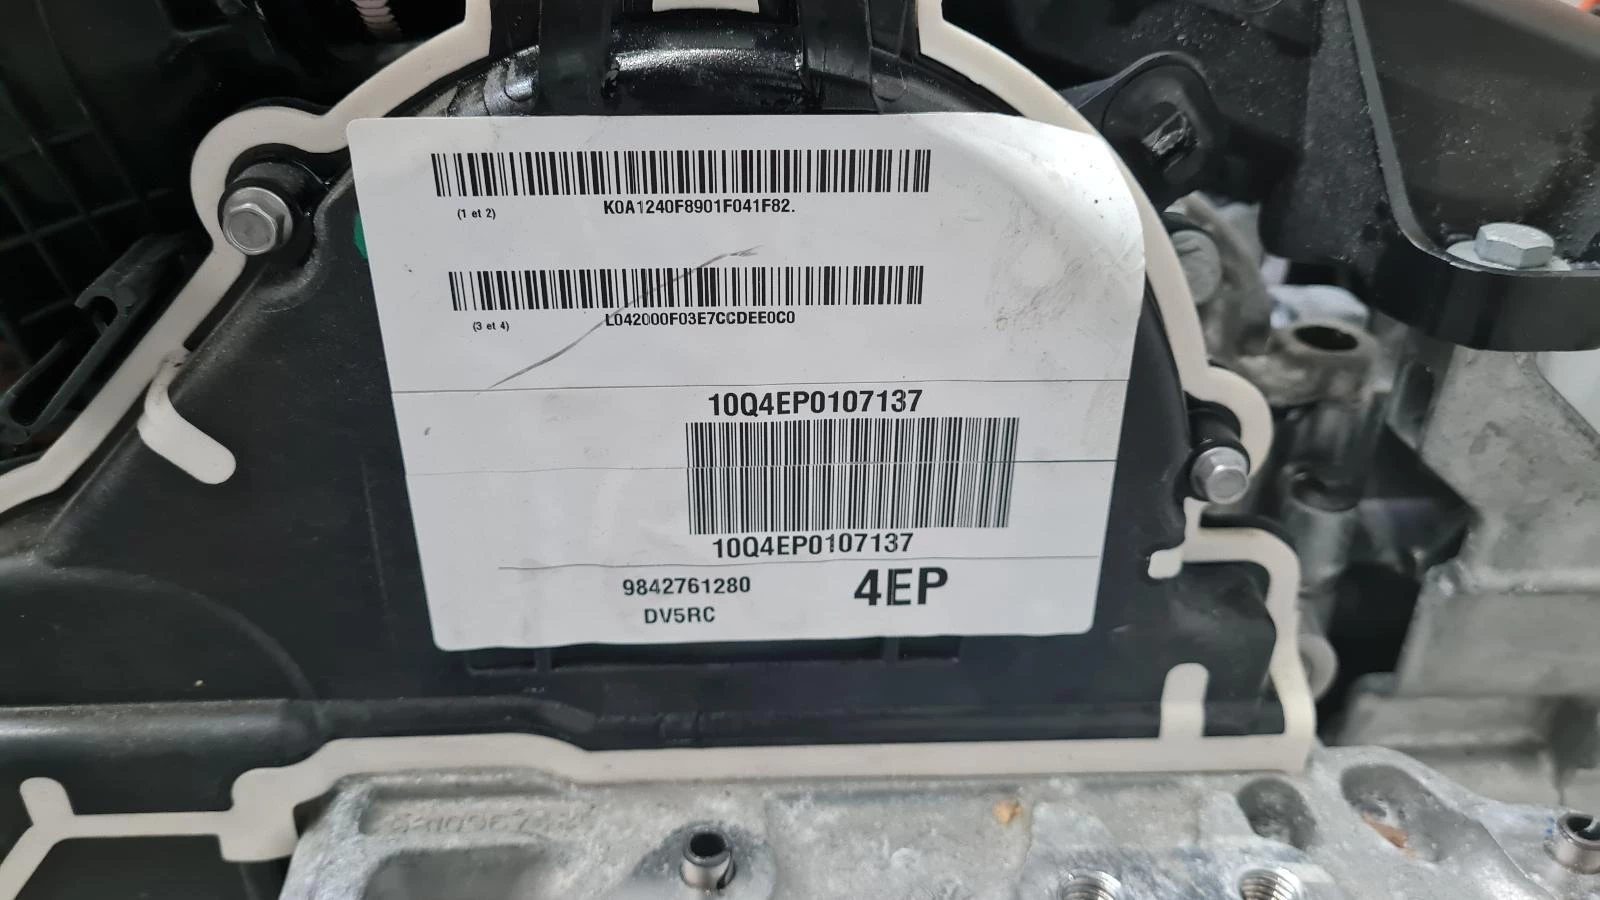 K0A1240F8901F041F82.
(1 et 2)
L042000F03E7CCDEE0C0
(3 et 4)
10Q4EP0107137
10Q4EP0107137
9842761280
4EP
DV5RC